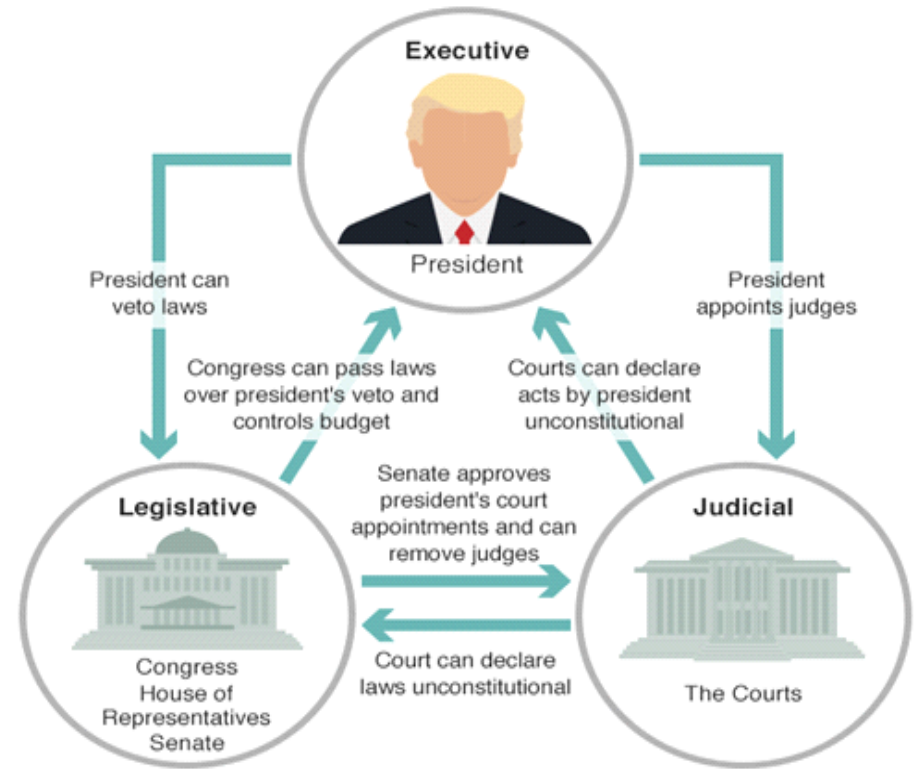 Executive
President
President can
veto laws
President
appoints judges
Congress can pass laws
over president's veto and
controls budget
Courts can declare
acts by president
unconstitutional
Senate approves
president's court
appointments and can
remove judges
Legislative
Congress
House of
Representatives
Senate
Judicial
The Courts
Court can declare
laws unconstitutional